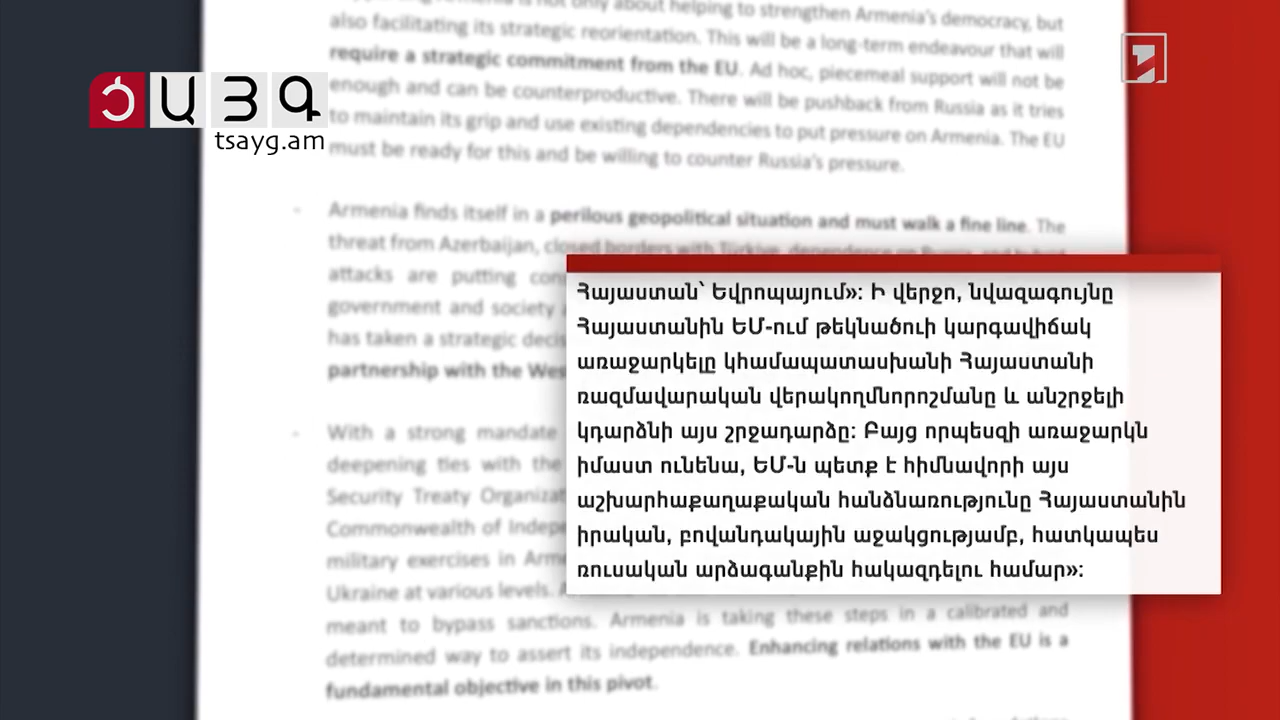 also facilitating its strategic reorientation. This will be a long-term endeavour that will
require a strategic commitment from the EU. Ad hoc, piecemeal support will not be
enough and can be counterproductive. There will be pushback from Russia as it tries
to maintain its grip and use existing dependencies to put pressure on Armenia. The EU
must be ready for this and be willing to counter Russia's pressure.
ԾԱՅԳ
tsayg.am
- Armenia finds itself in a perilous geopolitical situation and must walk a fine line. The
threat from Azerbaijan, closed borders with Türkiye, dependence on Russia, and hybrid
attacks are putting
government and society
has taken a strategic
partnership with the
- With a strong mandate
deepening ties with the
Security Treaty
Commonwealth of
military exercises in
Ukraine at various levels.
meant to bypass sanctions. Armenia is taking these steps in a calibrated and
determined way to assert its independence. Enhancing relations with the EU is a
fundamental objective in this pivot.
Հայաստան՝ Եվրոպայում»։ Ի վերջո, նվազագույնը
Հայաստանին ԵՄ-ում թեկնածուի կարգավիճակ
առաջարկելը կհամապատասխանի Հայաստանի
ռազմավարական վերակողմնորոշմանը և անշրջելի
կդարձնի այս շրջադարձը։ Բայց որպեսզի առաջարկն
իմաստ ունենա, ԵՄ-ն պետք է հիմնավորի այս
աշխարհաքաղաքական հանձնառությունը Հայաստանին
իրական, բովանդակային աջակցությամբ, հատկապես
ռուսական արձագանքին հակազդելու համար»։